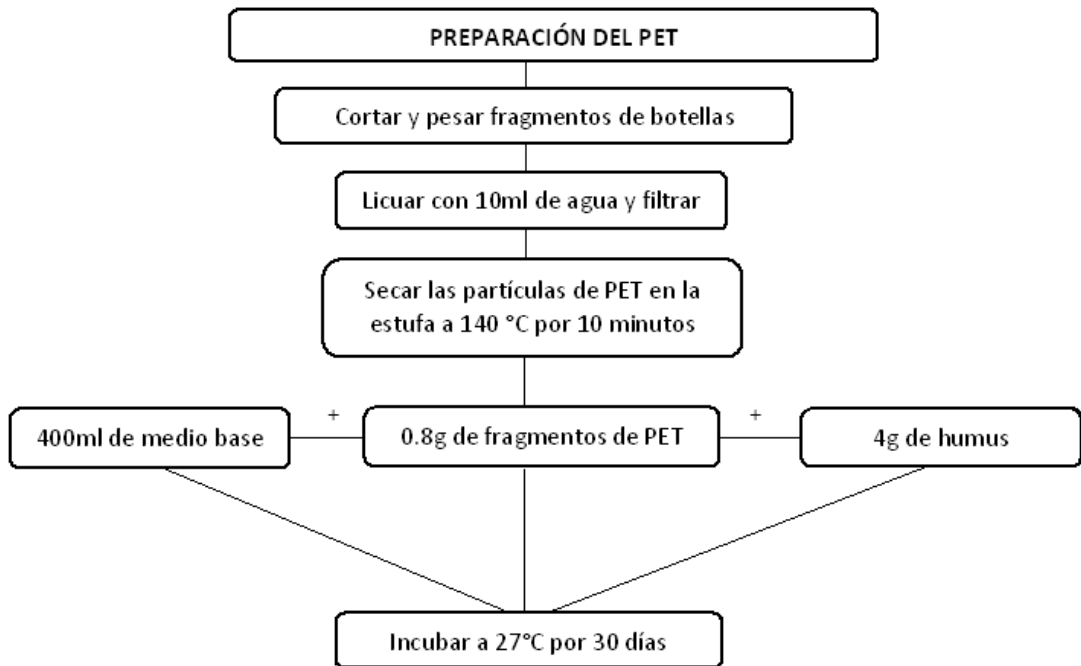 PREPARACIÓN DEL PET
Cortar y pesar fragmentos de botellas
Licuar con 10ml de agua y filtrar
Secar las partículas de PET en la
estufa a 140 °C por 10 minutos
400ml de medio base
+
0.8g de fragmentos de PET
+
4g de humus
Incubar a 27°C por 30 días